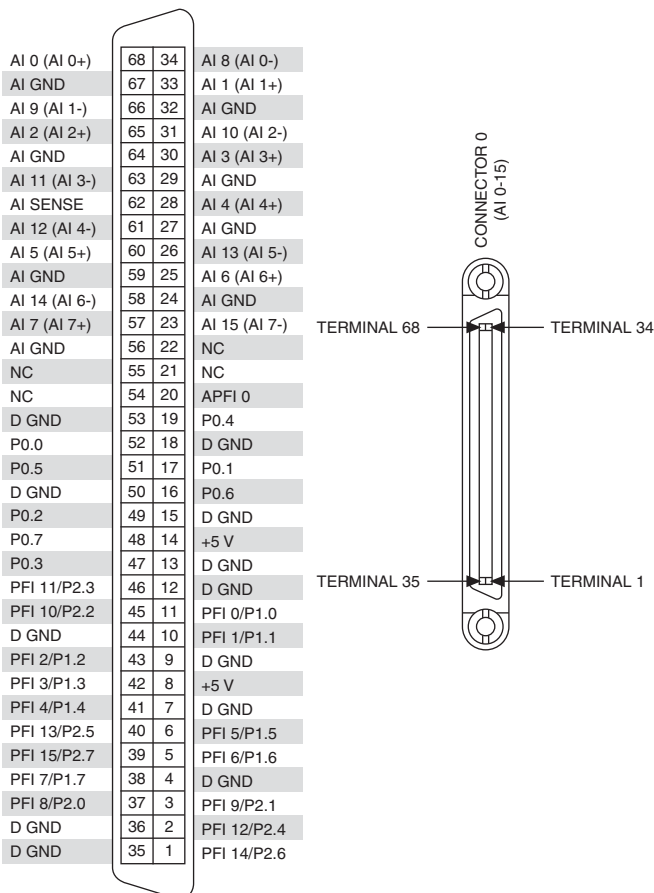 AI 0 (AI 0+) 68 34 AI 8 (AI 0-)
AI GND 67 33 AI 1 (AI 1+)
AI 9 (AI 1-) 66 32 AI GND
AI 2 (AI 2+) 65 31 AI 10 (AI 2-)
AI GND 64 30 AI 3 (AI 3+)
AI 11 (AI 3-) 63 29 AI GND
AI SENSE 62 28 AI 4 (AI 4+)
AI 12 (AI 4-) 61 27 AI GND
AI 5 (AI 5+) 60 26 AI 13 (AI 5-)
AI GND 59 25 AI 6 (AI 6+)
AI 14 (AI 6-) 58 24 AI GND
AI 7 (AI 7+) 57 23 AI 15 (AI 7-)
AI GND 56 22 NC
NC 55 21 NC
NC 54 20 APFI 0
D GND 53 19 P0.4
P0.0 52 18 D GND
P0.5 51 17 P0.1
D GND 50 16 P0.6
P0.2 49 15 D GND
P0.7 48 14 +5 V
P0.3 47 13 D GND
PFI 11/P2.3 46 12 D GND
PFI 10/P2.2 45 11 PFI 0/P1.0
D GND 44 10 PFI 1/P1.1
PFI 2/P1.2 43 9 D GND
PFI 3/P1.3 42 8 +5 V
PFI 4/P1.4 41 7 D GND
PFI 13/P2.5 40 6 PFI 5/P1.5
PFI 15/P2.7 39 5 PFI 6/P1.6
PFI 7/P1.7 38 4 D GND
PFI 8/P2.0 37 3 PFI 9/P2.1
D GND 36 2 PFI 12/P2.4
D GND 35 1 PFI 14/P2.6
CONNECTOR 0
(AI 0-15)
TERMINAL 68 TERMINAL 34
TERMINAL 35 TERMINAL 1